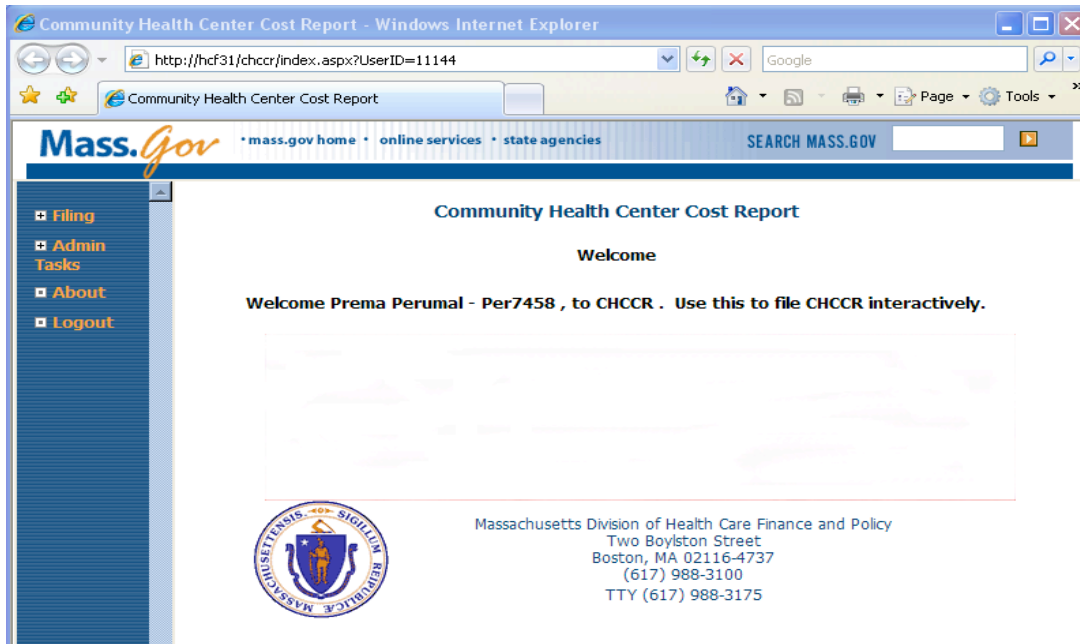 Community Health Center Cost Report - Windows Internet Explorer
http://hcf31/chccr/index.aspx?UserID=11144
Google
Community Health Center Cost Report
Page
Tools
»
Mass.Gov
• mass.gov home • online services • state agencies
SEARCH MASS.GOV
Filing
Admin
Tasks
About
Logout
Community Health Center Cost Report
Welcome
Welcome Prema Perumal - Per7458 , to CHCCR . Use this to file CHCCR interactively.
SIGILLUM REIPUBLICÆ MASSACHUSETTENSIS.
Massachusetts Division of Health Care Finance and Policy
Two Boylston Street
Boston, MA 02116-4737
(617) 988-3100
TTY (617) 988-3175